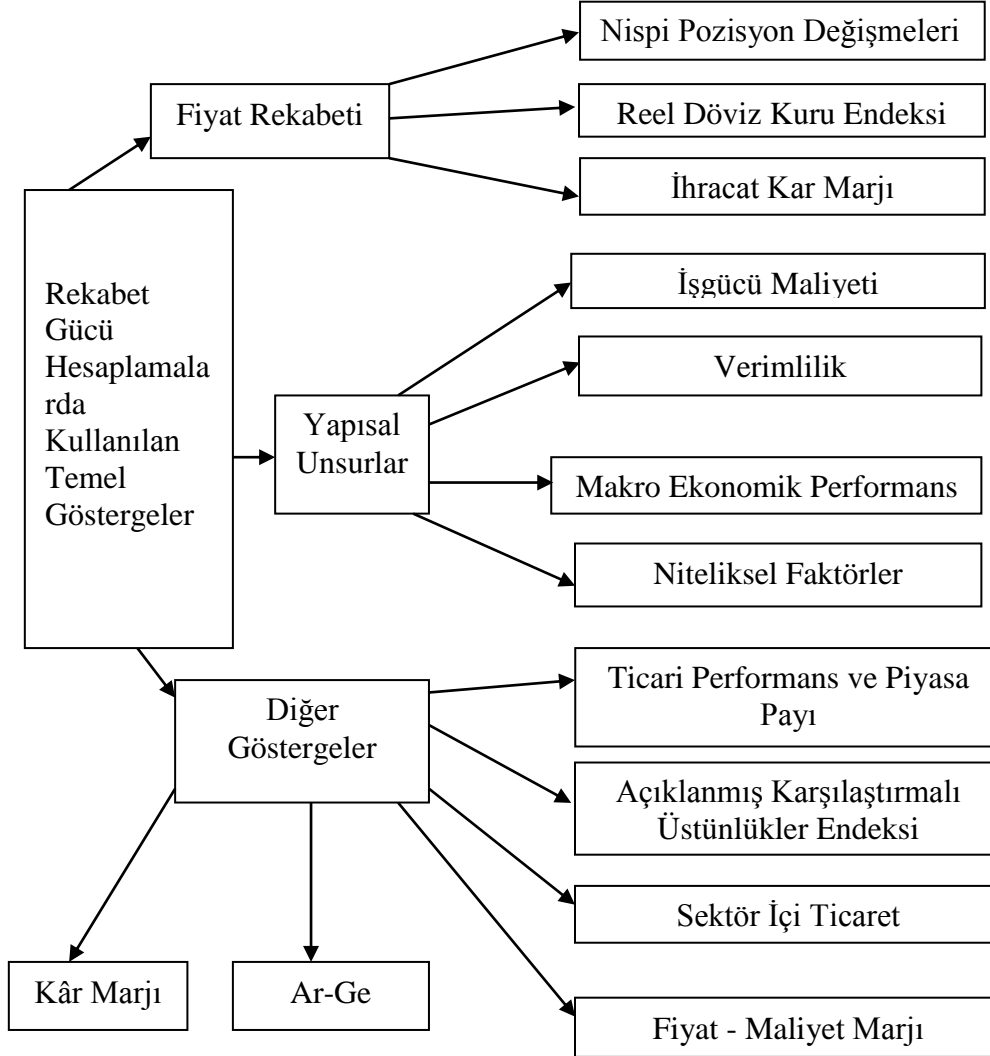 Nispi Pozisyon Değişmeleri
Fiyat Rekabeti
Reel Döviz Kuru Endeksi
İhracat Kar Marjı
Rekabet
Gücü
Hesaplamala
rda
Kullanılan
Temel
Göstergeler
İşgücü Maliyeti
Verimlilik
Yapısal
Unsurlar
Makro Ekonomik Performans
Niteliksel Faktörler
Diğer
Göstergeler
Ticari Performans ve Piyasa
Payı
Açıklanmış Karşılaştırmalı
Üstünlükler Endeksi
Sektör İçi Ticaret
Kâr Marjı
Ar-Ge
Fiyat - Maliyet Marjı